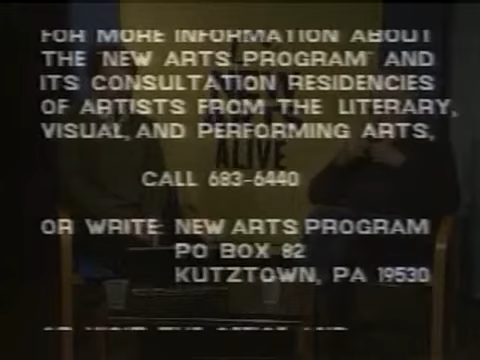 FOR MORE INFORMATION ABOUT
THE "NEW ARTS PROGRAM" AND
ITS CONSULTATION RESIDENCIES
OF ARTISTS FROM THE LITERARY,
VISUAL, AND PERFORMING ARTS,
ALIVE
CALL 683-6440
OR WRITE: NEW ARTS PROGRAM
PO BOX 82
KUTZTOWN, PA 19530